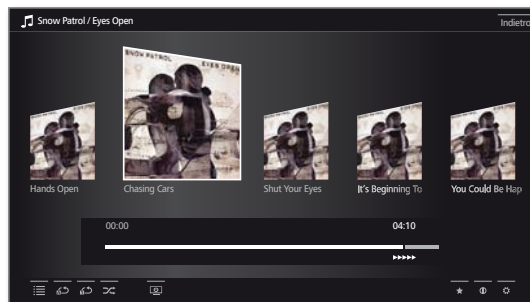 Snow Patrol / Eyes Open
Indietro
SNOW PATROL EYES OPEN
Hands Open
Chasing Cars
Shut Your Eyes
It's Beginning To
You Could Be Hap
00:00
04:10